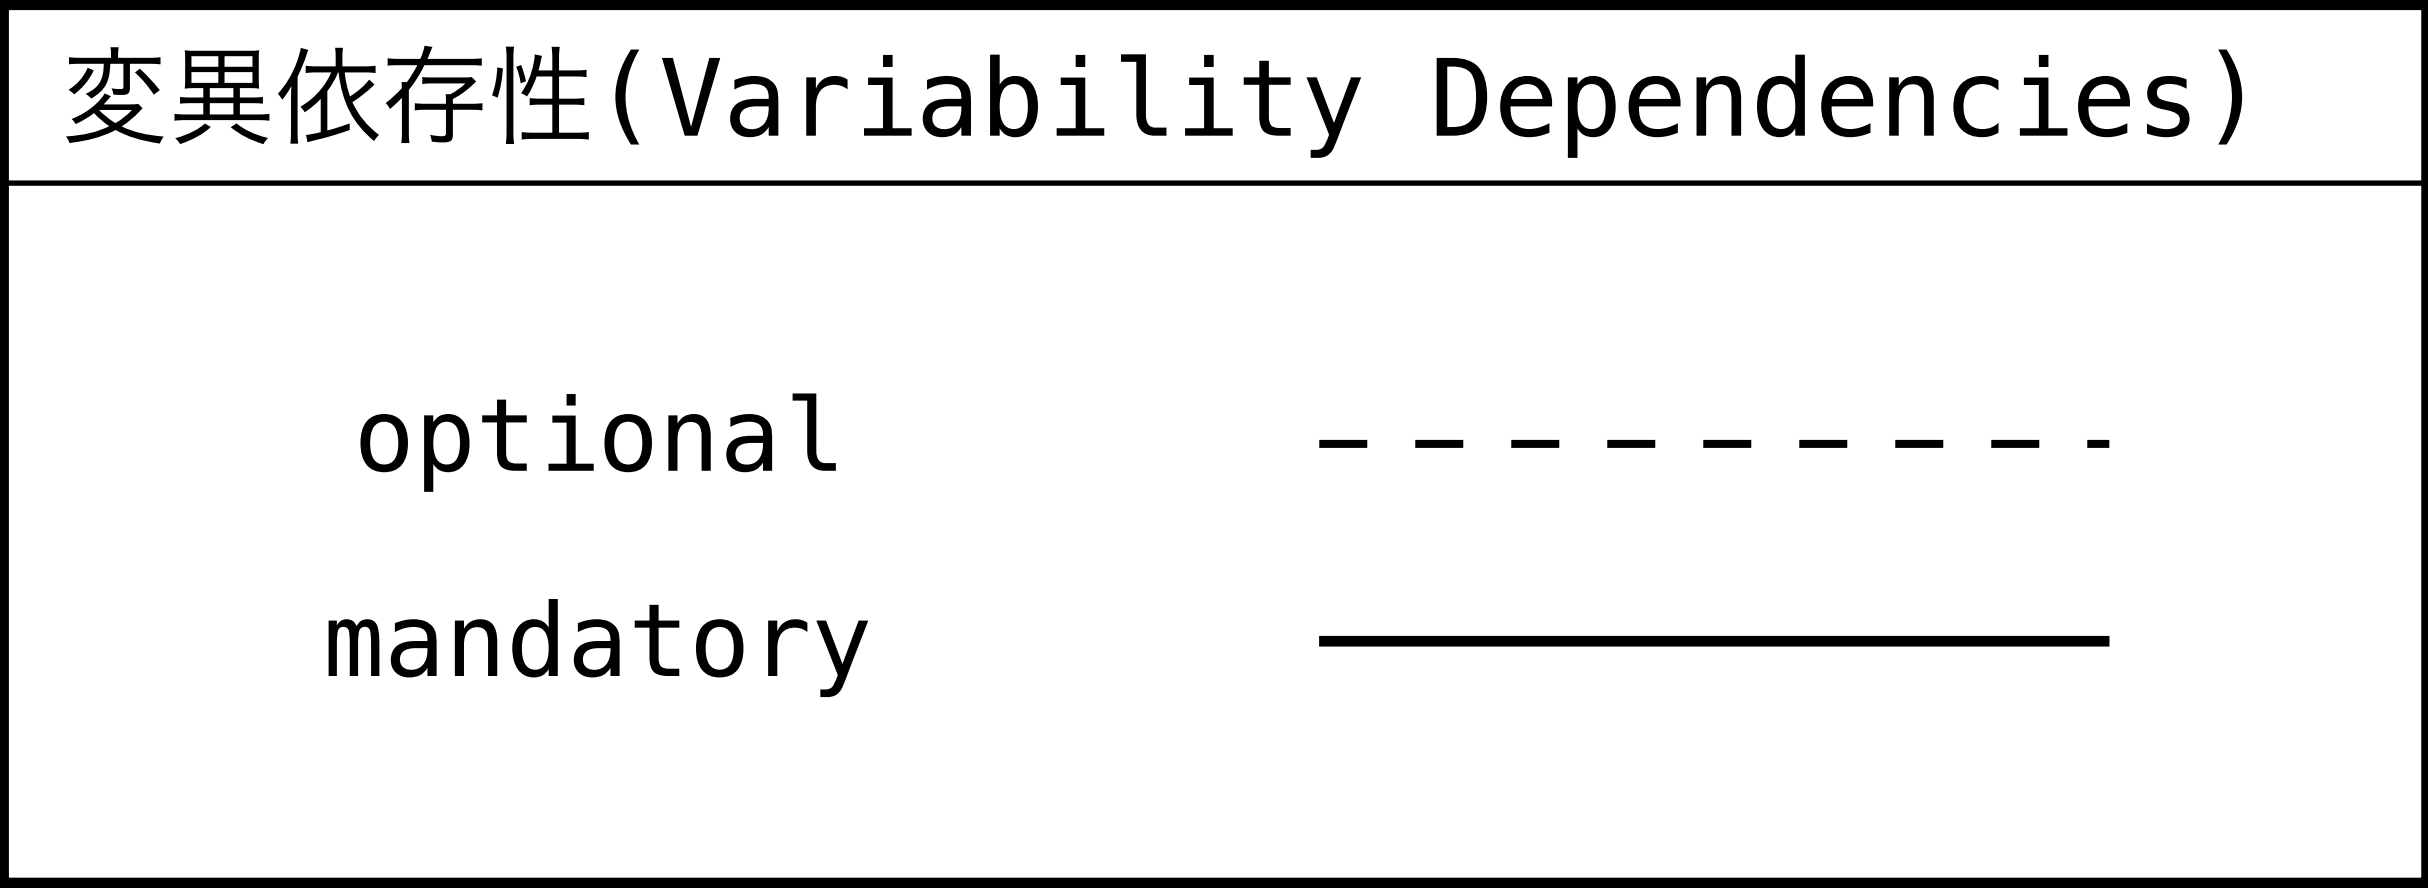 変異依存性(Variability Dependencies)
optional
mandatory